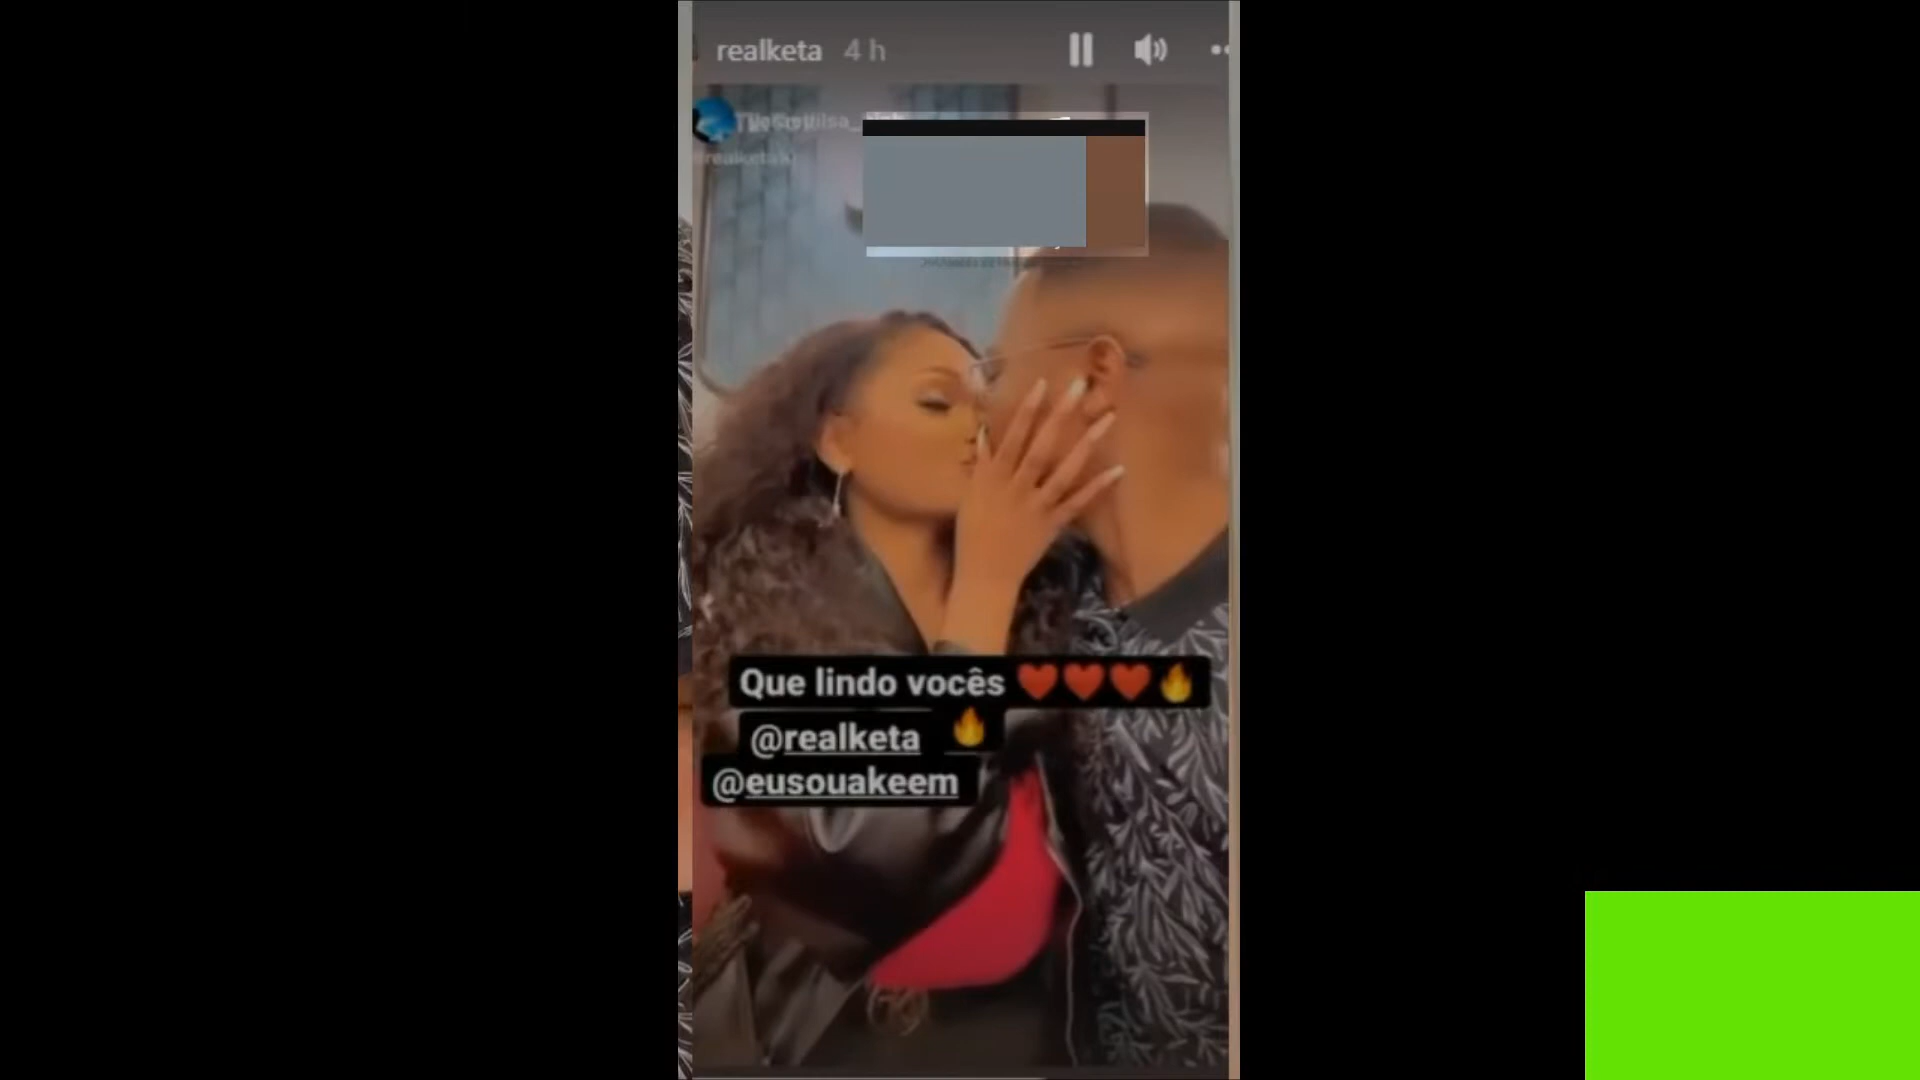 realketa 4 h
Que lindo vocês ❤️❤️❤️🔥
@realketa 🔥
@eusouakeem